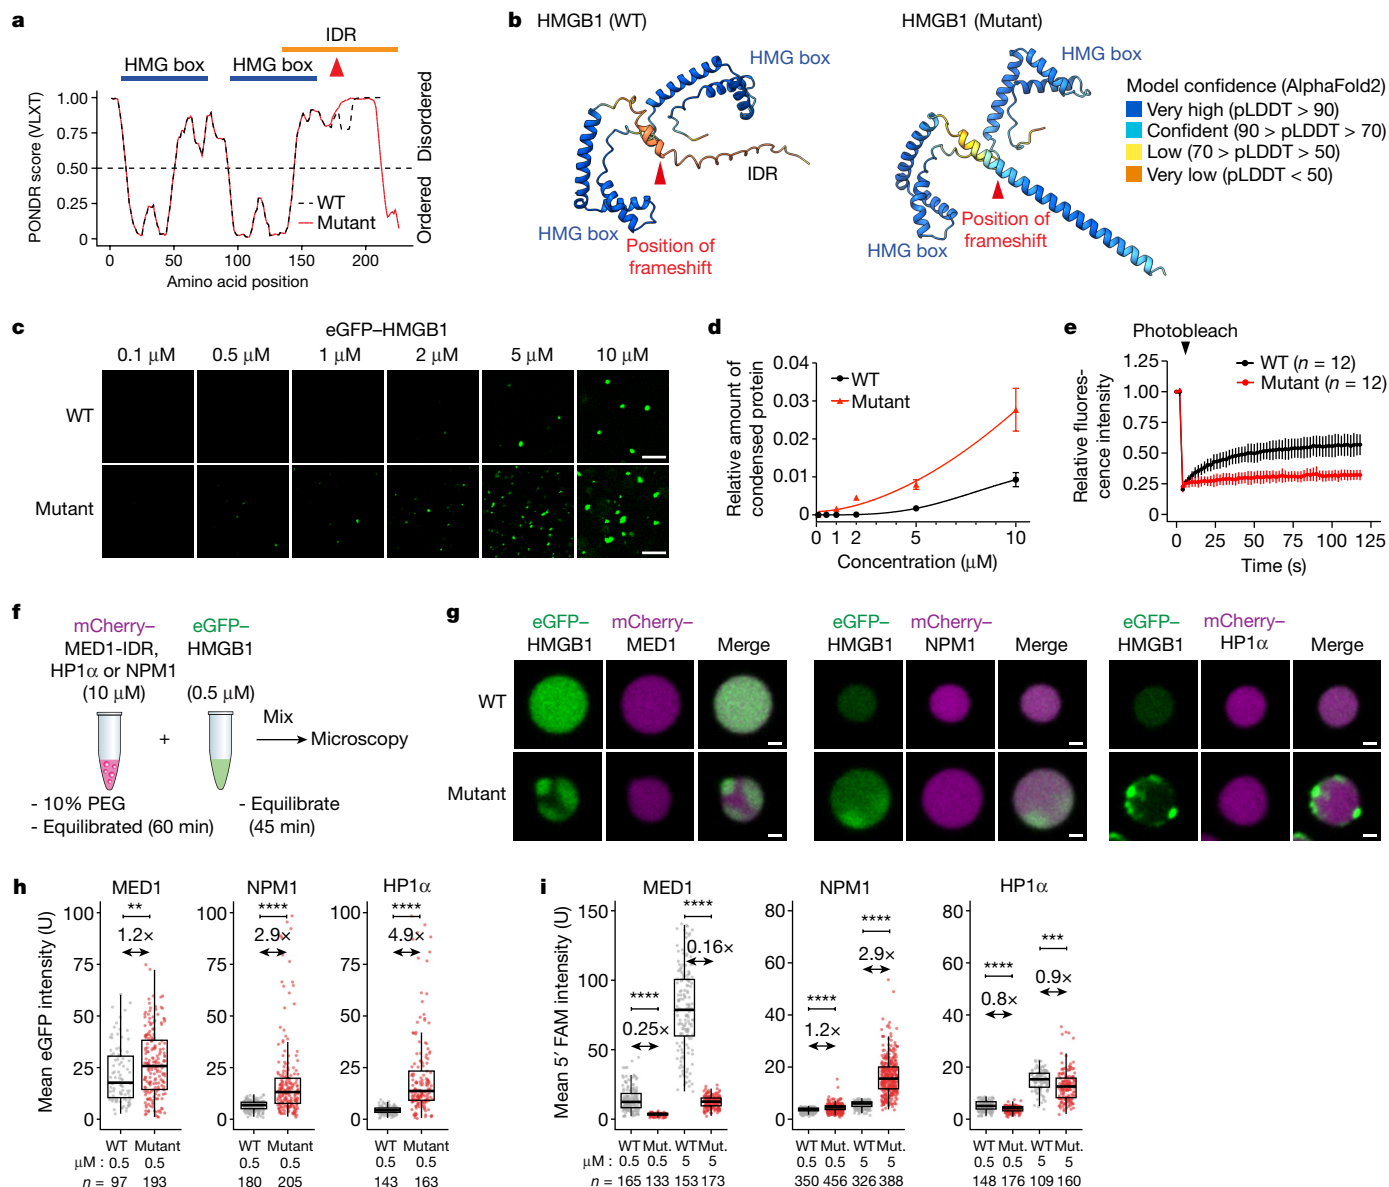 a
IDR
HMG box HMG box
PONDR score (VLXT)
1.00
0.75
0.50
0.25
0
WT
Mutant
Disordered
Ordered
0 50 100 150 200
Amino acid position
b HMGB1 (WT) HMGB1 (Mutant)
HMG box
IDR
HMG box
Position of
frameshift
HMG box
HMG box
Position of
frameshift
Model confidence (AlphaFold2)
Very high (pLDDT > 90)
Confident (90 > pLDDT > 70)
Low (70 > pLDDT > 50)
Very low (pLDDT < 50)
c
eGFP–HMGB1
0.1 μM 0.5 μM 1 μM 2 μM 5 μM 10 μM
WT
Mutant
d
Relative amount of
condensed protein
0.04
0.03
0.02
0.01
0
WT
Mutant
0 1 2 5 10
Concentration (μM)
e
Photobleach
Relative fluores-
cence intensity
1.25
1.00
0.75
0.50
0.25
0
WT (n = 12)
Mutant (n = 12)
0 25 50 75 100 125
Time (s)
f
mCherry–
MED1-IDR,
HP1α or NPM1
(10 μM)
eGFP–
HMGB1
(0.5 μM)
+
Mix
Microscopy
- 10% PEG
- Equilibrated (60 min)
- Equilibrate
(45 min)
g
eGFP– mCherry–
HMGB1 MED1 Merge
eGFP– mCherry–
HMGB1 NPM1 Merge
eGFP– mCherry–
HMGB1 HP1α Merge
WT
Mutant
h
Mean eGFP intensity (U)
MED1
100
75
50
25
0
**
1.2×
WT Mutant
μM : 0.5 0.5
n = 97 193
NPM1
100
75
50
25
0
****
2.9×
WT Mutant
0.5 0.5
180 205
HP1α
100
75
50
25
0
****
4.9×
WT Mutant
0.5 0.5
143 163
i
Mean 5′ FAM intensity (U)
MED1
150
100
50
0
****
0.25×
****
0.16×
WT Mut. WT Mut.
μM : 0.5 0.5 5 5
n = 165 133 153 173
NPM1
80
60
40
20
0
****
1.2×
****
2.9×
WT Mut. WT Mut.
0.5 0.5 5 5
350 456 326 388
HP1α
80
60
40
20
0
****
0.8×
***
0.9×
WT Mut. WT Mut.
0.5 0.5 5 5
148 176 109 160